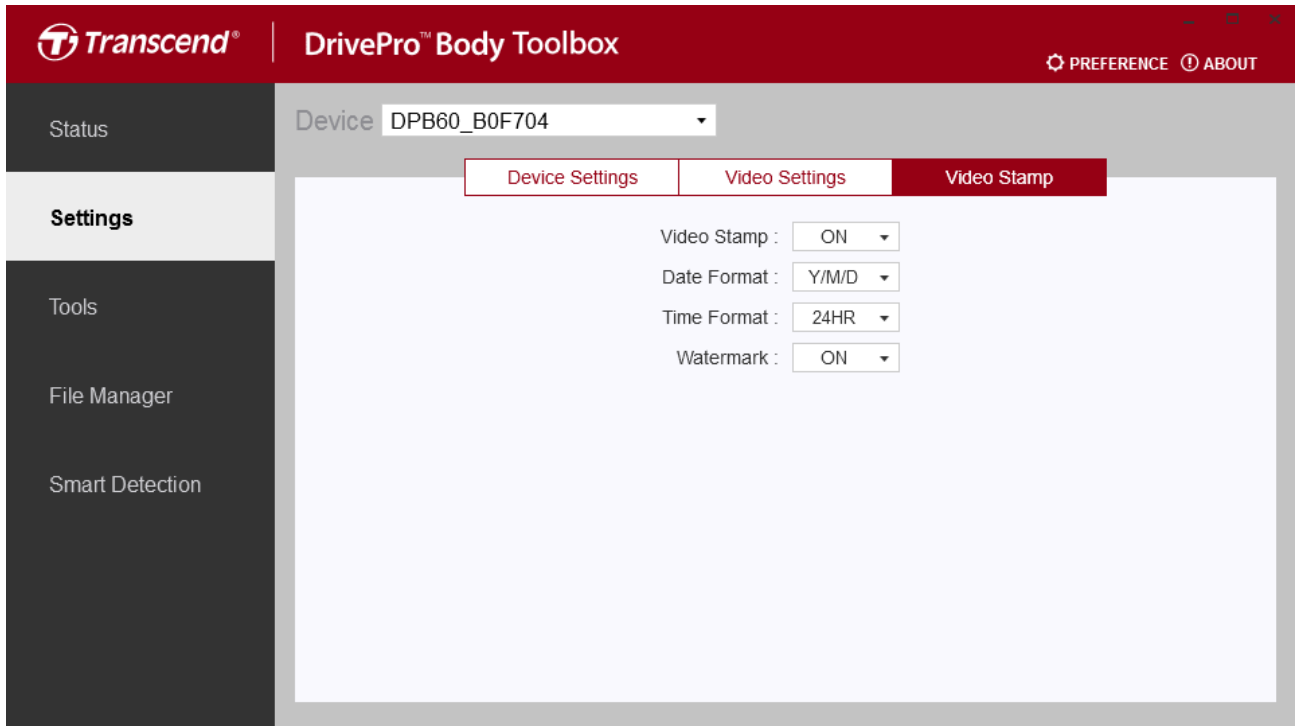 Transcend® DrivePro™ Body Toolbox
PREFERENCE ABOUT
Status
Settings
Tools
File Manager
Smart Detection
Device DPB60_B0F704
Device Settings Video Settings Video Stamp
Video Stamp : ON
Date Format : Y/M/D
Time Format : 24HR
Watermark : ON